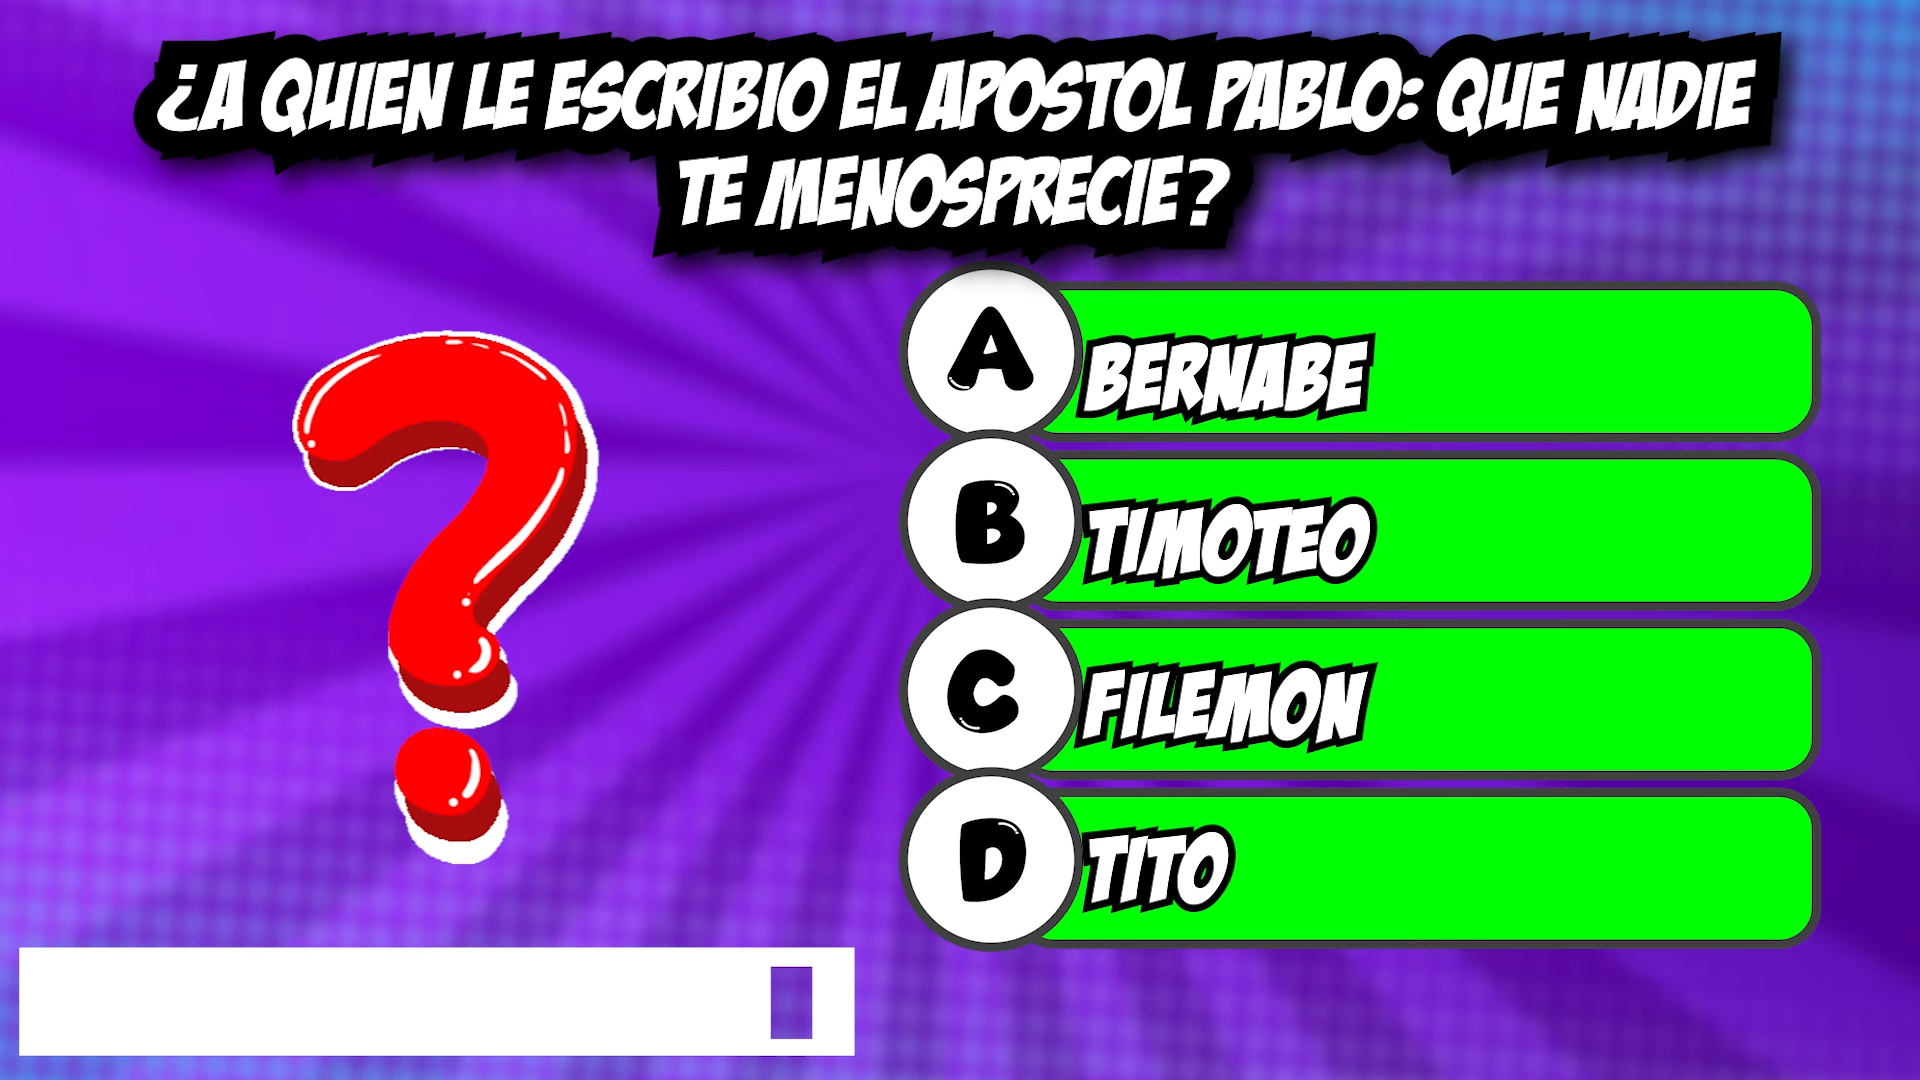 ¿A QUIEN LE ESCRIBIO EL APOSTOL PABLO: QUE NADIE
TE MENOSPRECIE?
A BERNABE
B TIMOTEO
C FILEMON
D TITO